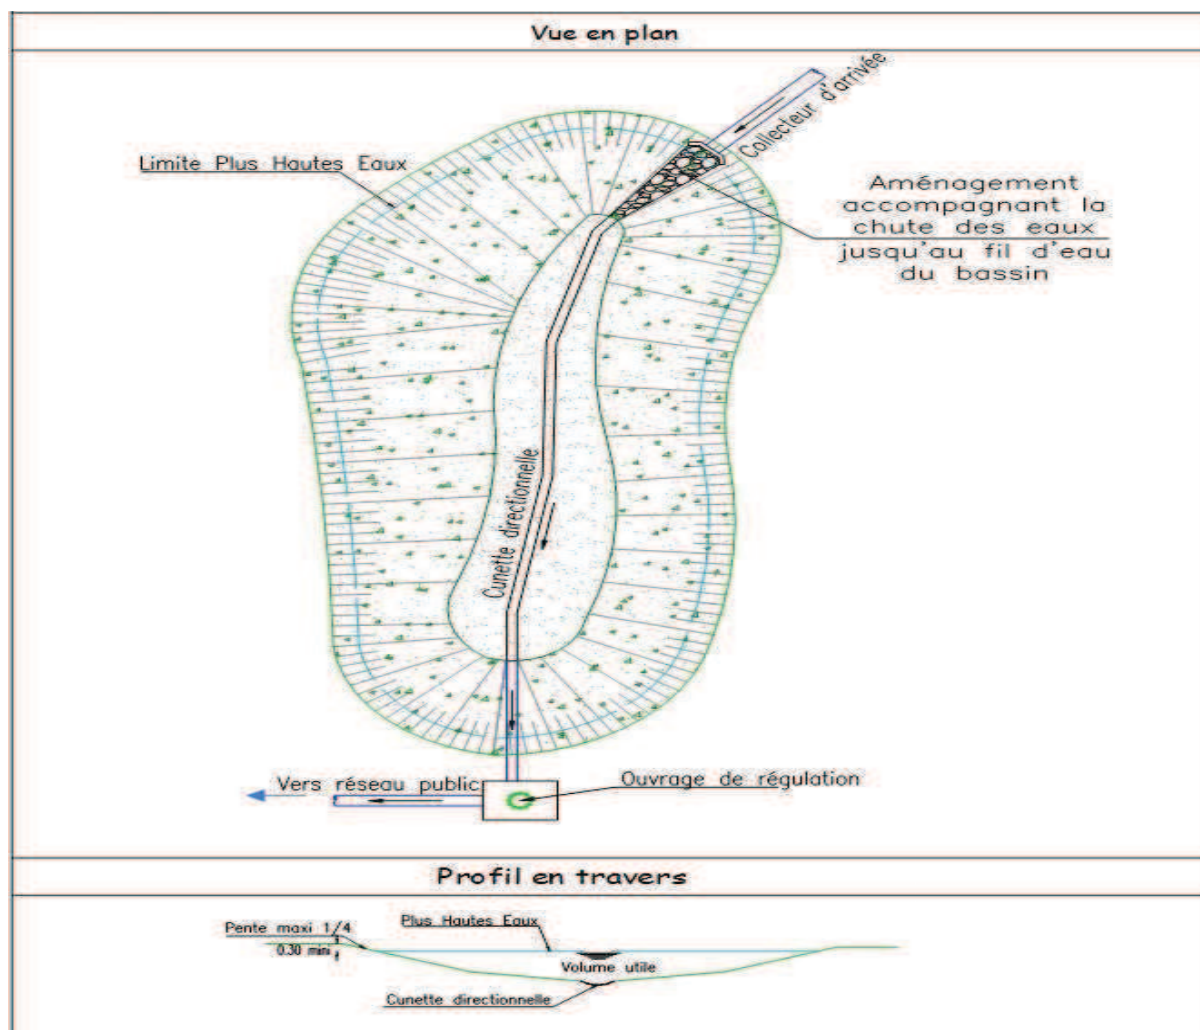 Vue en plan
Collecteur d'arrivée
Limite Plus Hautes Eaux
Aménagement
accompagnant la
chute des eaux
jusqu'au fil d'eau
du bassin
Cunette directionnelle
Vers réseau public
Ouvrage de régulation
Profil en travers
Pente maxi 1/4
0.30 mini
Plus Hautes Eaux
Volume utile
Cunette directionnelle